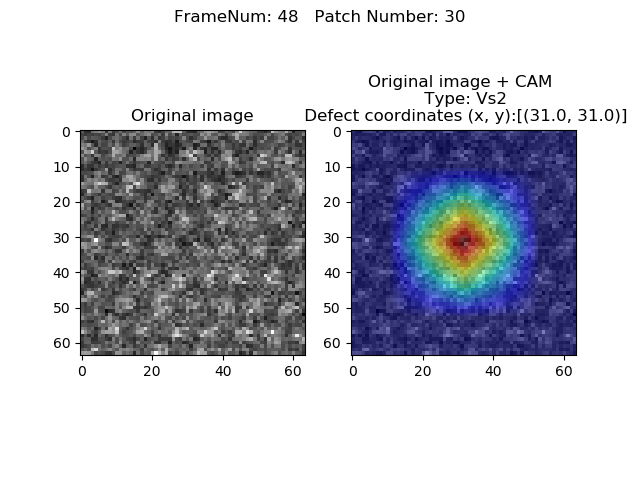 FrameNum: 48   Patch Number: 30
Original image
0
10
20
30
40
50
60
0 20 40 60
Original image + CAM
Type: Vs2
Defect coordinates (x, y):[(31.0, 31.0)]
0
10
20
30
40
50
60
0 20 40 60